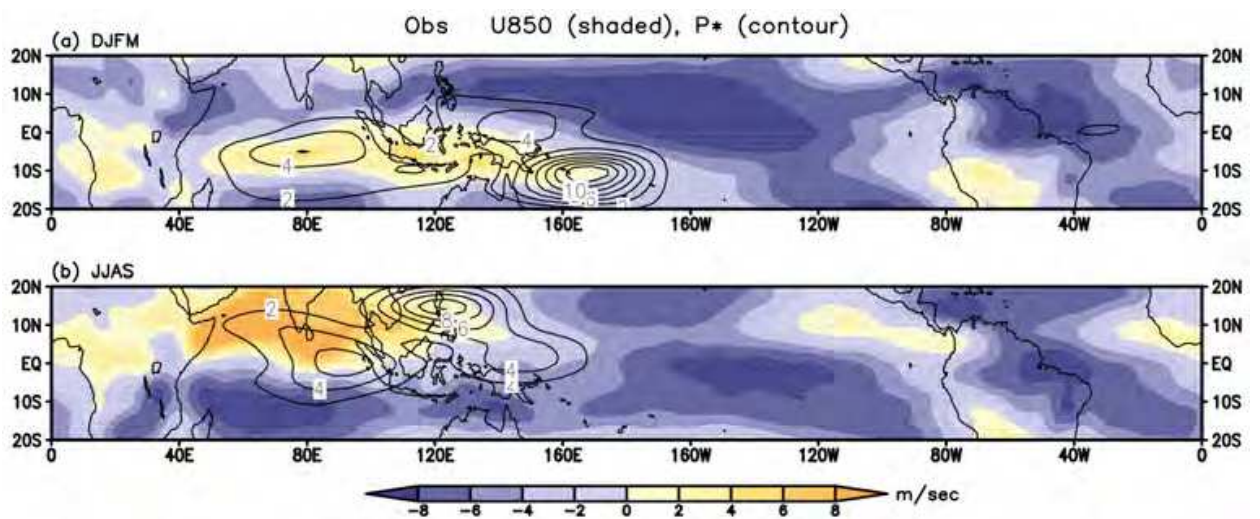 Obs U850 (shaded), P* (contour)
(a) DJFM
20N 20N
10N 10N
EQ EQ
10S 10S
20S 20S
4 4 2 2 10
0 40E 80E 120E 160E 160W 120W 80W 40W 0
(b) JJAS
20N 20N
10N 10N
EQ EQ
10S 10S
20S 20S
2 8 6 4 4
0 40E 80E 120E 160E 160W 120W 80W 40W 0
-8 -6 -4 -2 0 2 4 6 8 m/sec